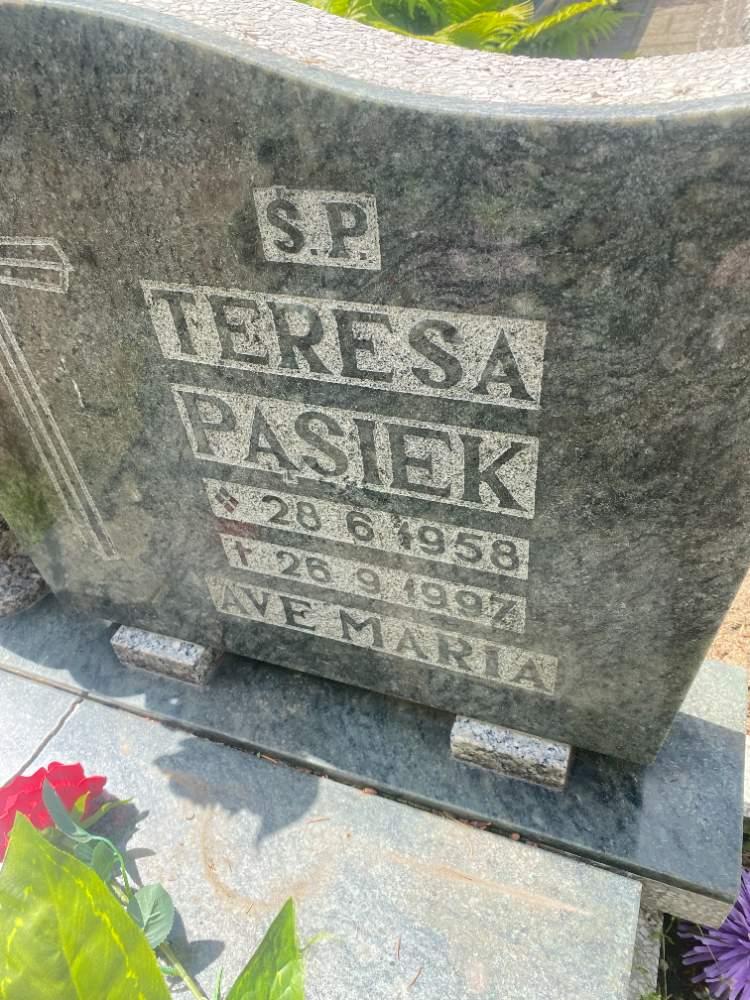 S.P.
TERESA
PASIEK
28 6 1958
† 26 9 1997
AVE MARIA